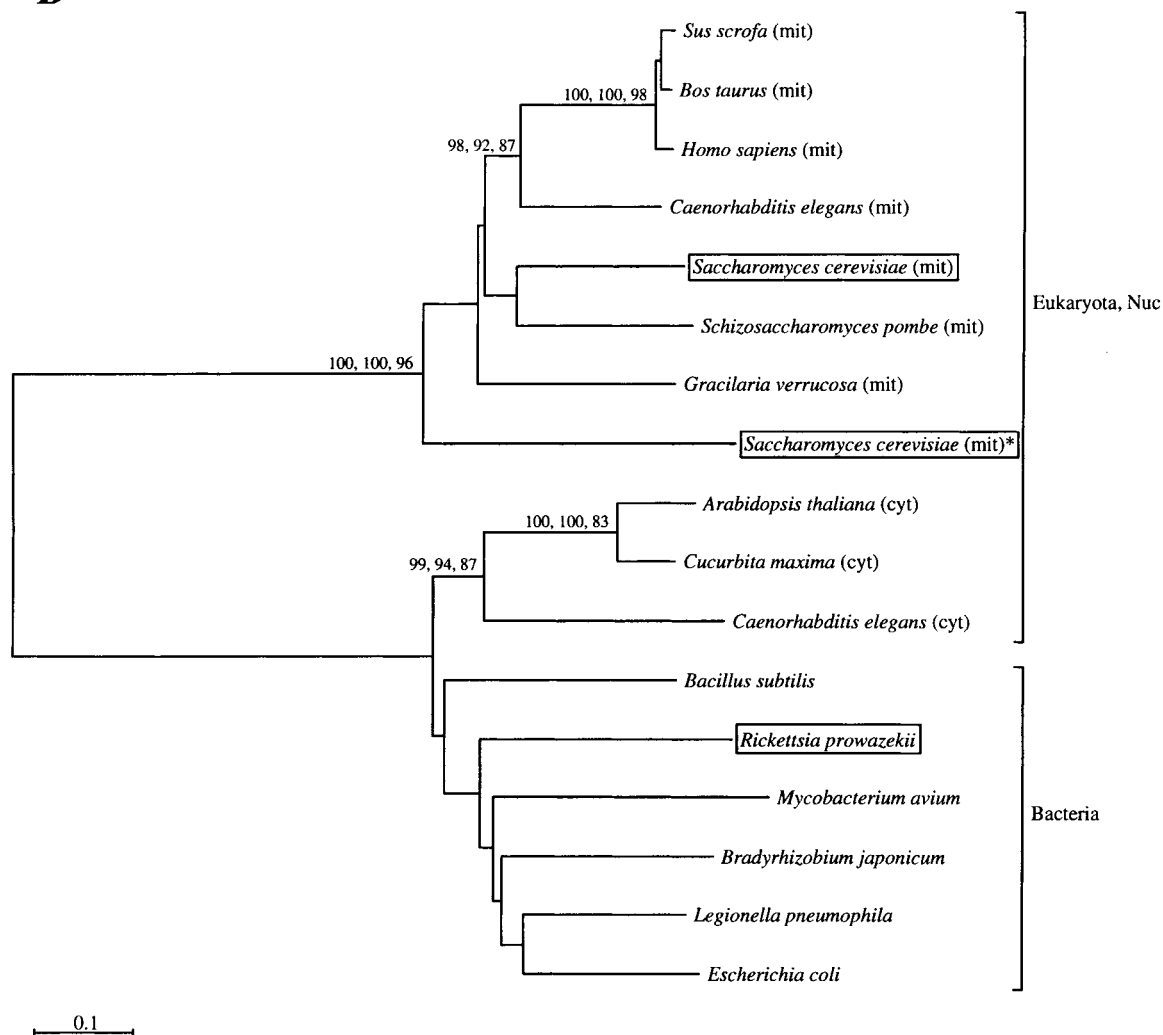 Sus scrofa (mit)
100, 100, 98
Bos taurus (mit)
98, 92, 87
Homo sapiens (mit)
Caenorhabditis elegans (mit)
Saccharomyces cerevisiae (mit)
Eukaryota, Nuc
Schizosaccharomyces pombe (mit)
100, 100, 96
Gracilaria verrucosa (mit)
Saccharomyces cerevisiae (mit)*
Arabidopsis thaliana (cyt)
100, 100, 83
Cucurbita maxima (cyt)
99, 94, 87
Caenorhabditis elegans (cyt)
Bacillus subtilis
Rickettsia prowazekii
Mycobacterium avium
Bacteria
Bradyrhizobium japonicum
Legionella pneumophila
Escherichia coli
0.1